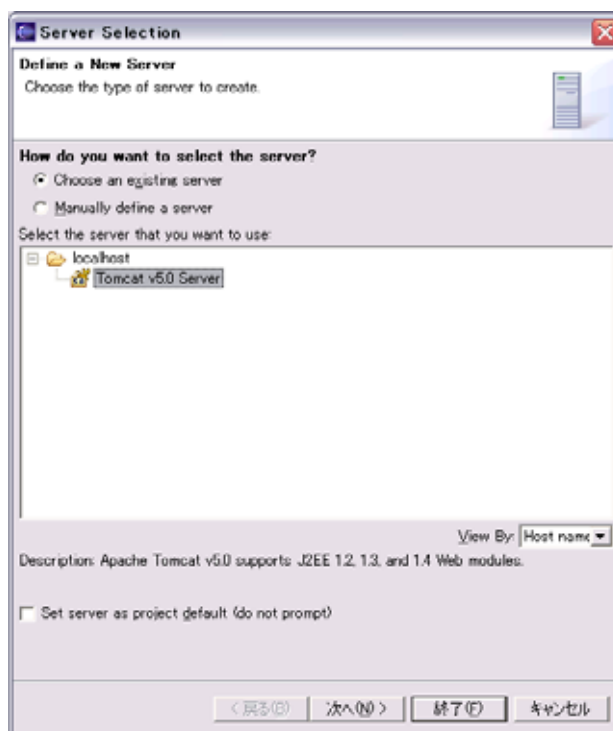 Server Selection
Define a New Server
Choose the type of server to create.
How do you want to select the server?
Choose an existing server
Manually define a server
Select the server that you want to use:
localhost
Tomcat v5.0 Server
View By: Host name
Description: Apache Tomcat v5.0 supports J2EE 1.2, 1.3, and 1.4 Web modules.
Set server as project default (do not prompt)
< 戻る(B) 次へ(N) > 終了(F) キャンセル